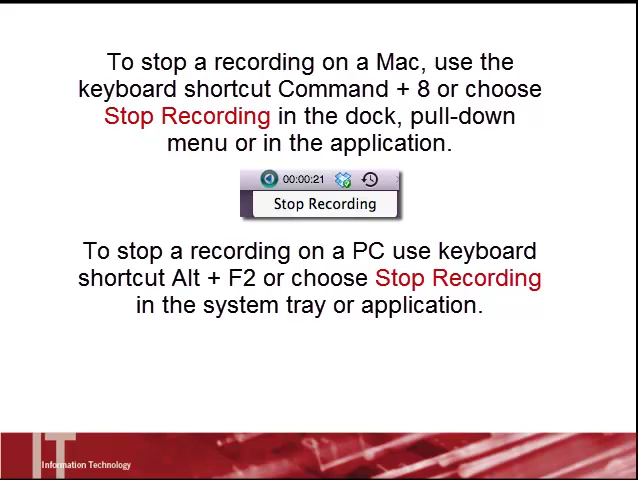 To stop a recording on a Mac, use the
keyboard shortcut Command + 8 or choose
Stop Recording in the dock, pull-down
menu or in the application.
00:00:21
Stop Recording
To stop a recording on a PC use keyboard
shortcut Alt + F2 or choose Stop Recording
in the system tray or application.
IT
Information Technology